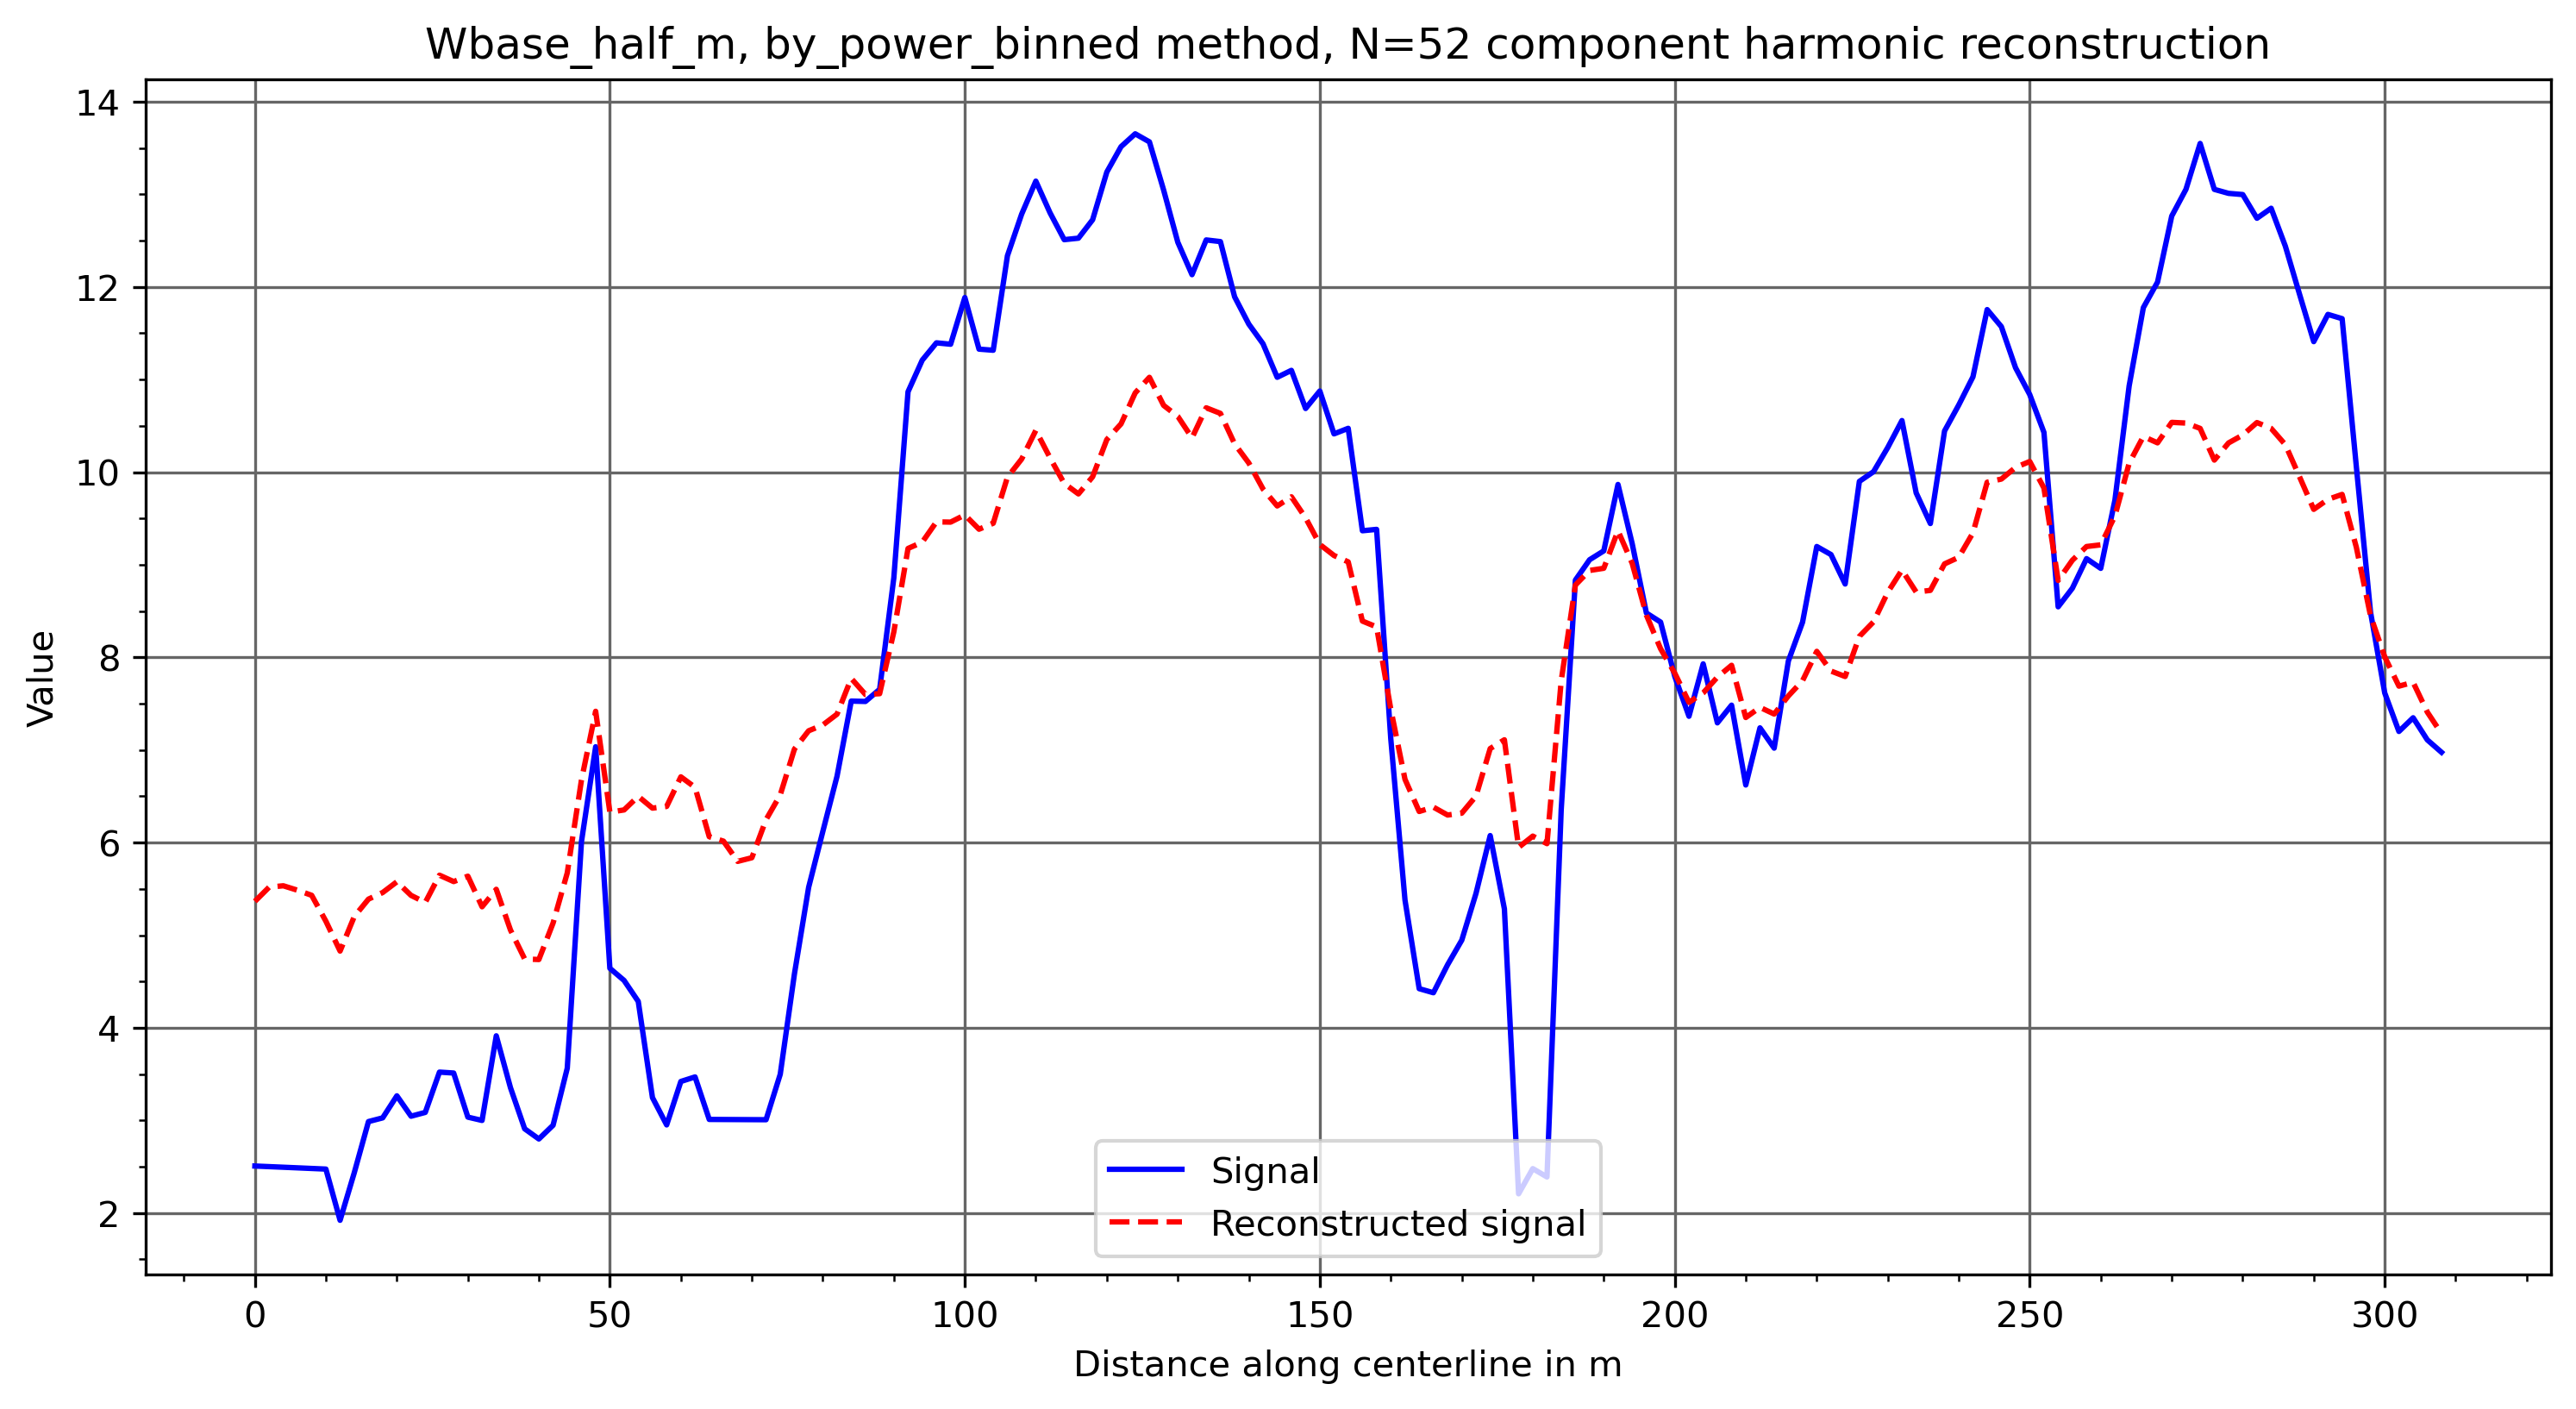 Wbase_half_m, by_power_binned method, N=52 component harmonic reconstruction
Value
14
12
10
8
6
4
2
Signal
Reconstructed signal
0 50 100 150 200 250 300
Distance along centerline in m